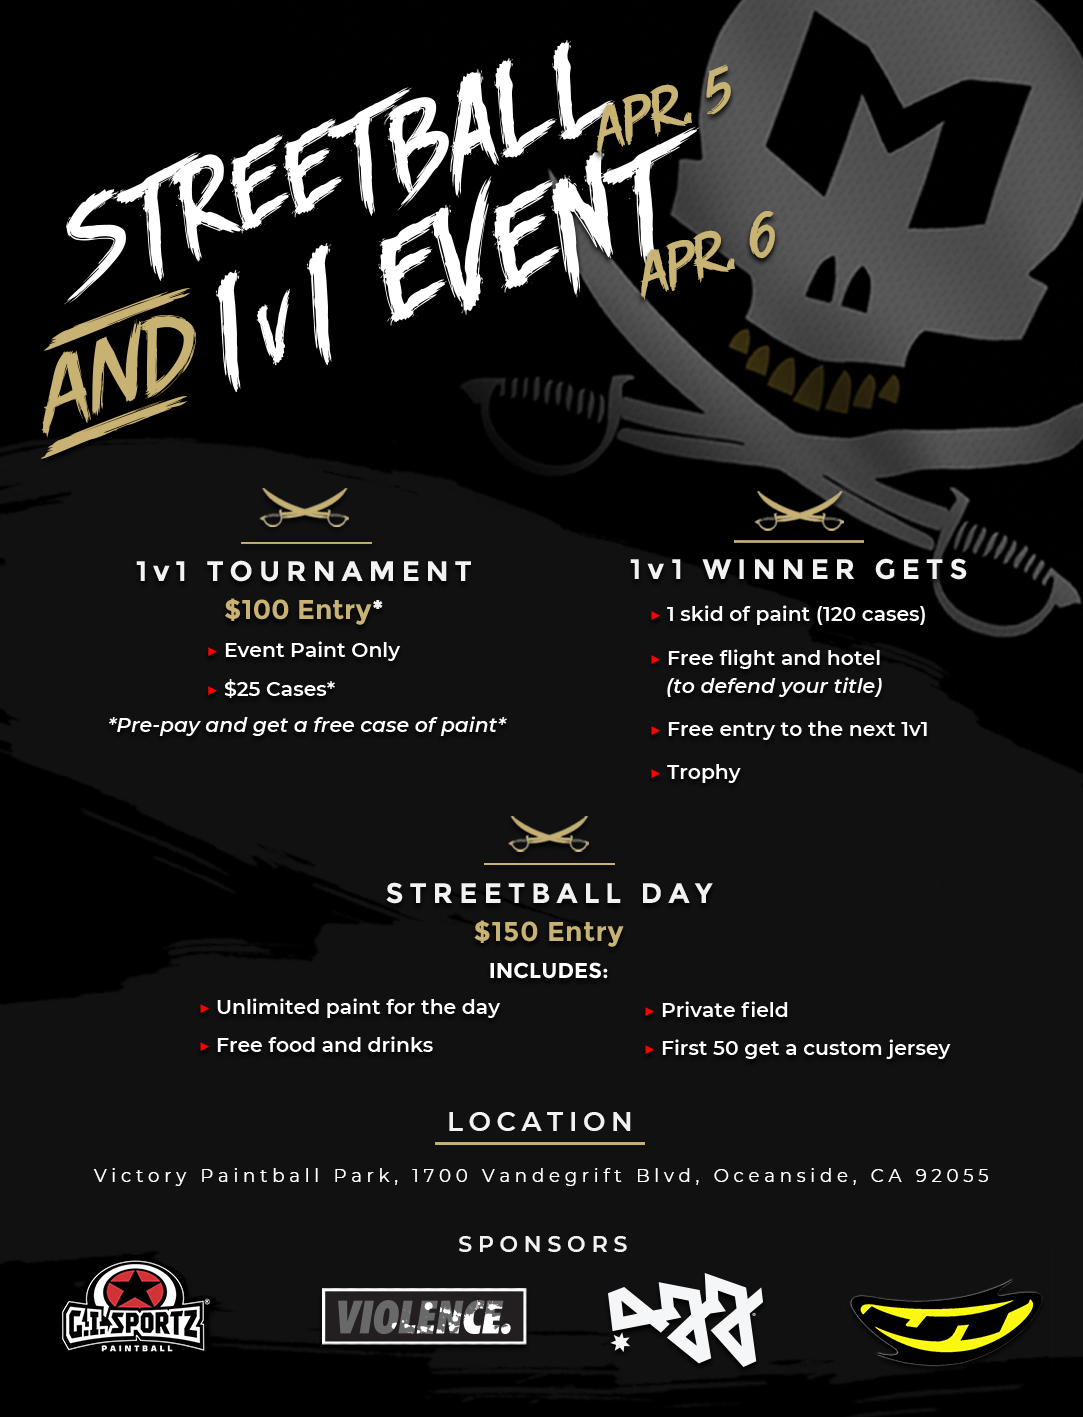 STREETBALL APR. 5
AND 1v1 EVENT APR. 6
M
1v1 TOURNAMENT
$100 Entry*
Event Paint Only
$25 Cases*
*Pre-pay and get a free case of paint*
1v1 WINNER GETS
1 skid of paint (120 cases)
Free flight and hotel
(to defend your title)
Free entry to the next 1v1
Trophy
STREETBALL DAY
$150 Entry
INCLUDES:
Unlimited paint for the day
Free food and drinks
Private field
First 50 get a custom jersey
LOCATION
Victory Paintball Park, 1700 Vandegrift Blvd, Oceanside, CA 92055
SPONSORS
G.I. SPORTZ®
PAINTBALL
VIOLENCE.